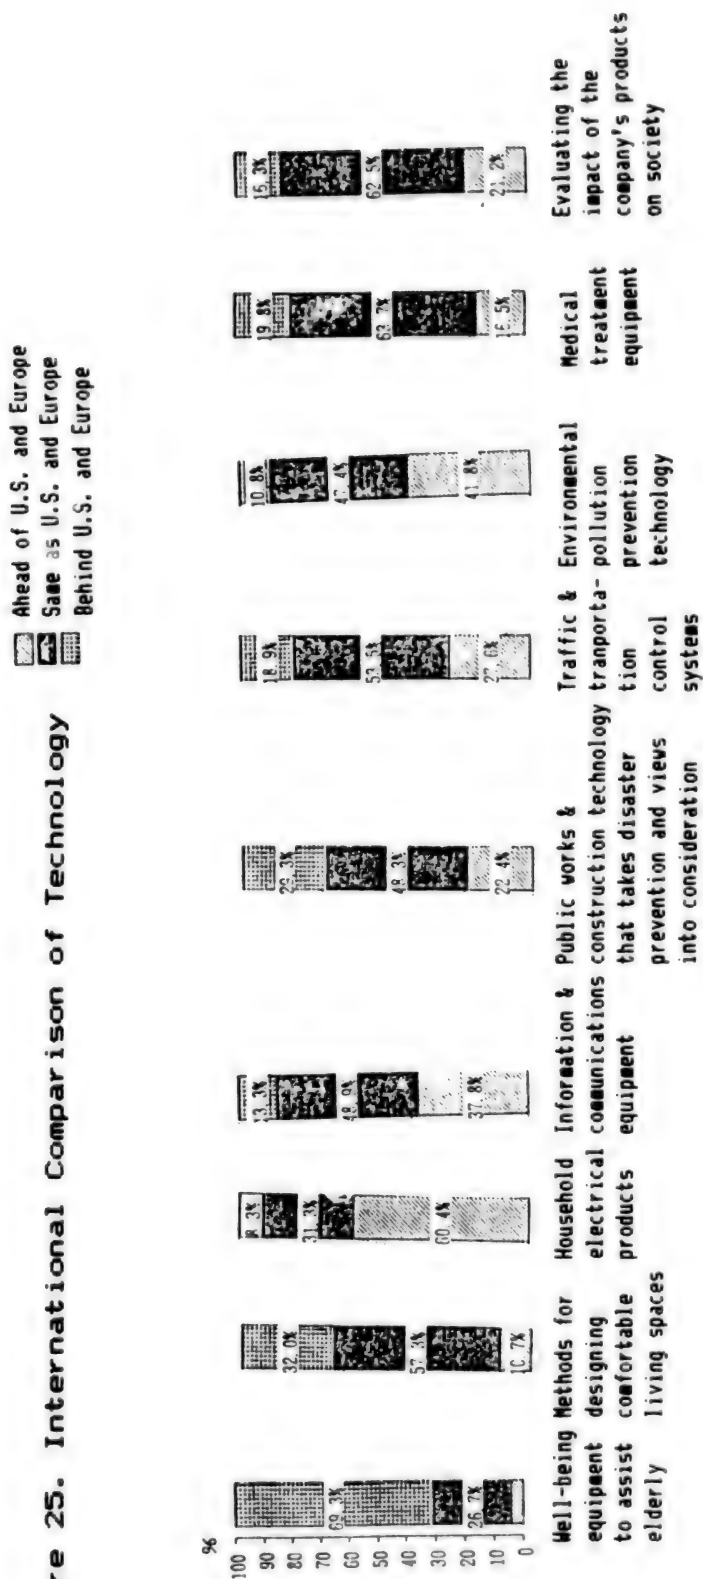 re 25. International Comparison of Technology
Ahead of U.S. and Europe
Same as U.S. and Europe
Behind U.S. and Europe
%
100
90
80
70
60
50
40
30
20
10
0
69.3%
26.7%
32.0%
57.3%
10.7%
8.3%
31.3%
60.4%
13.3%
48.9%
37.8%
29.3%
48.3%
22.4%
18.9%
53.5%
10.8%
47.4%
41.8%
19.8%
63.7%
16.5%
62.5%
21.2%
Well-being
equipment
to assist
elderly
Methods for
designing
comfortable
living spaces
Household
electrical
products
Information &
communications
equipment
Public works &
construction technology
that takes disaster
prevention and views
into consideration
Traffic &
tranporta-
tion
control
systems
Environmental
pollution
prevention
technology
Medical
treatment
equipment
Evaluating the
impact of the
company's products
on society